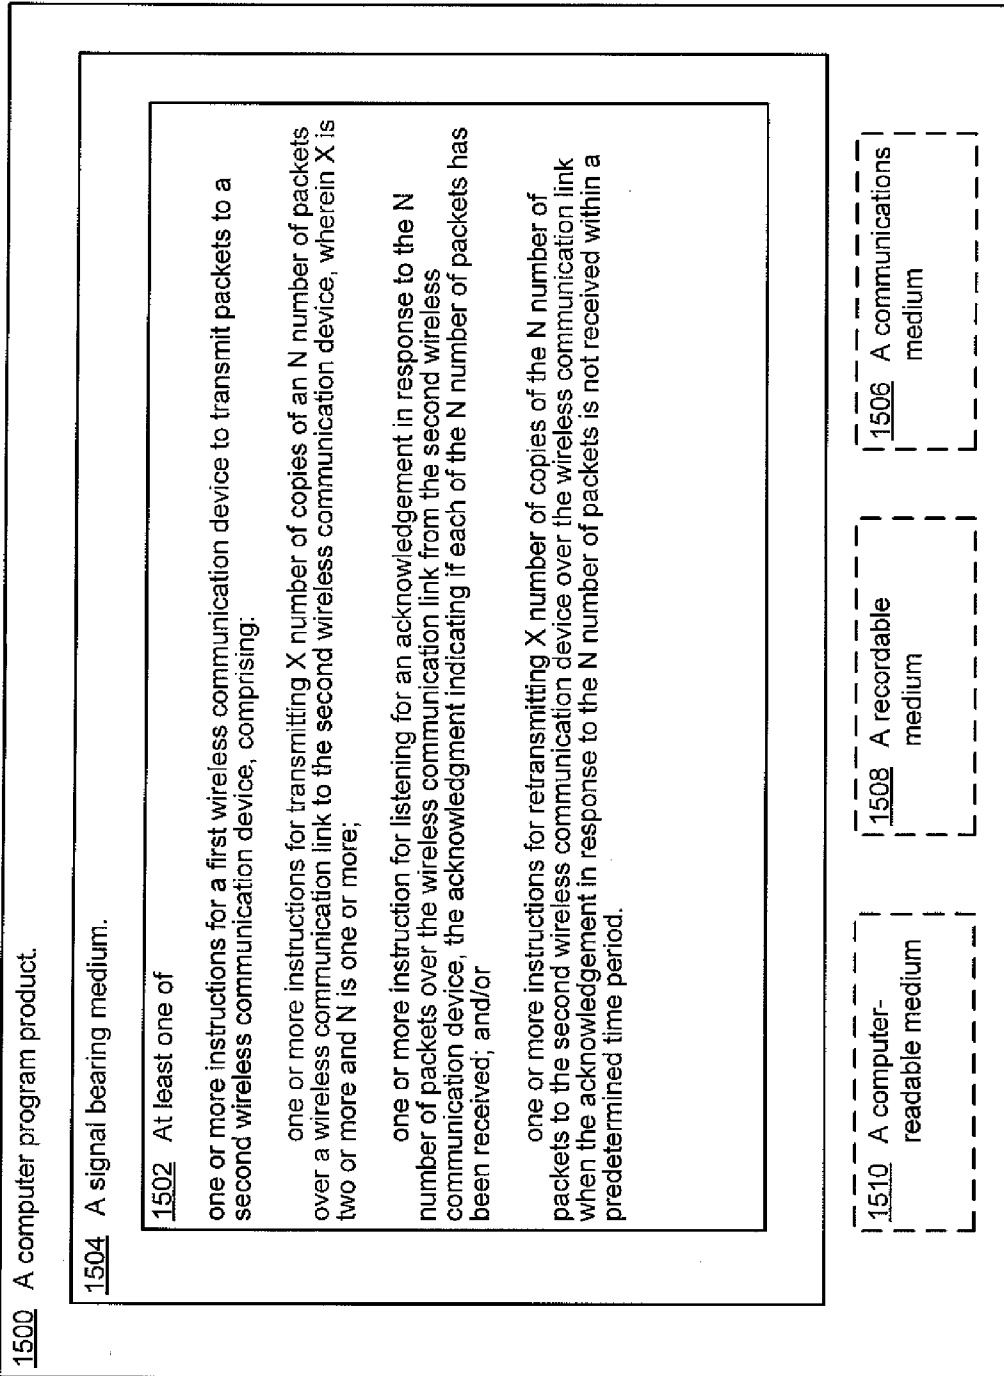 1500 A computer program product.
1504 A signal bearing medium.
1502 At least one of
one or more instructions for a first wireless communication device to transmit packets to a
second wireless communication device, comprising:
one or more instructions for transmitting X number of copies of an N number of packets
over a wireless communication link to the second wireless communication device, wherein X is
two or more and N is one or more;
one or more instruction for listening for an acknowledgement in response to the N
number of packets over the wireless communication link from the second wireless
communication device, the acknowledgment indicating if each of the N number of packets has
been received; and/or
one or more instructions for retransmitting X number of copies of the N number of
packets to the second wireless communication device over the wireless communication link
when the acknowledgement in response to the N number of packets is not received within a
predetermined time period.
1510 A computer-
readable medium
1508 A recordable
medium
1506 A communications
medium